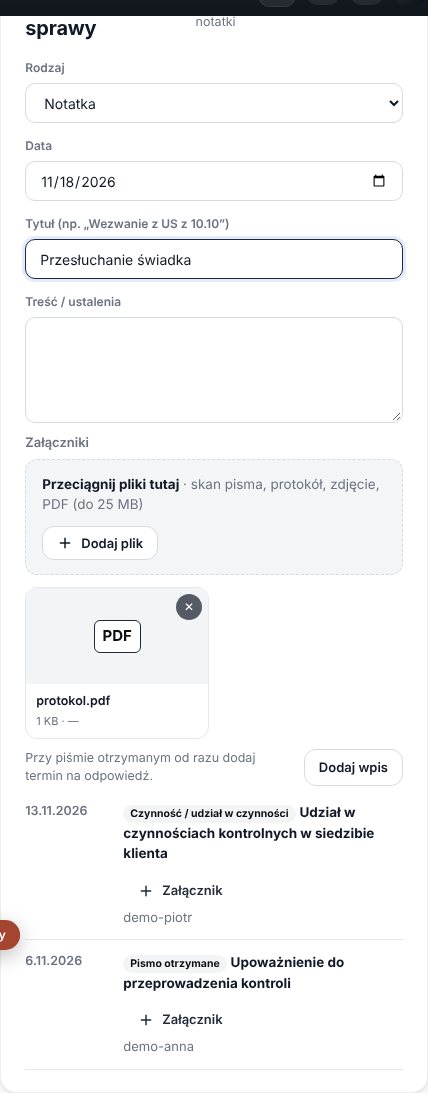 sprawy
notatki
Rodzaj
Notatka
Data
11/18/2026
Tytuł (np. „Wezwanie z US z 10.10”)
Przesłuchanie świadka
Treść / ustalenia
Załączniki
Przeciągnij pliki tutaj · skan pisma, protokół, zdjęcie,
PDF (do 25 MB)
+ Dodaj plik
PDF
protokol.pdf
1 KB · —
Przy piśmie otrzymanym od razu dodaj
termin na odpowiedź.
Dodaj wpis
13.11.2026
Czynność / udział w czynności Udział w
czynnościach kontrolnych w siedzibie
klienta
+ Załącznik
demo-piotr
y
6.11.2026
Pismo otrzymane Upoważnienie do
przeprowadzenia kontroli
+ Załącznik
demo-anna